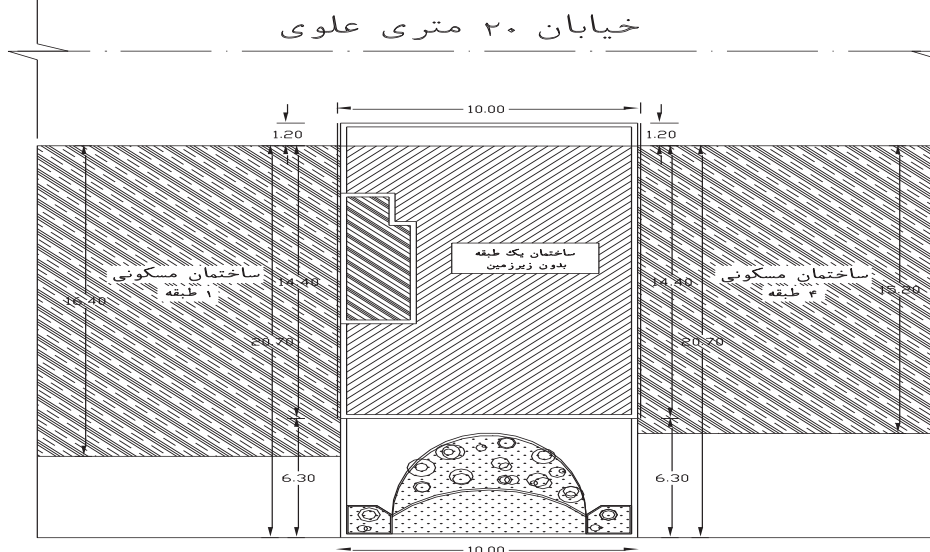 خیابان ۲۰ متری علوی
10.00
1.20
1.20
ساختمان یک طبقه
بدون زیرزمین
ساختمان مسکونی
۱ طبقه
ساختمان مسکونی
۴ طبقه
16.40
14.40
20.70
14.40
20.70
15.20
6.30
6.30
10.00